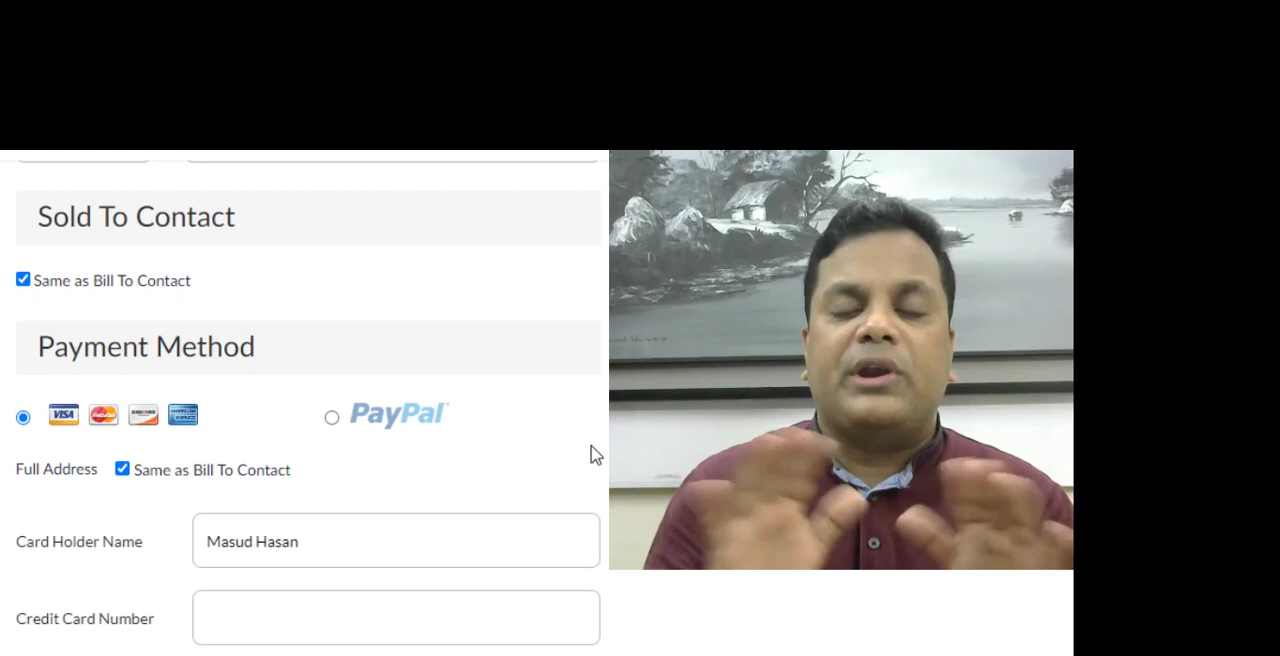 Sold To Contact
Same as Bill To Contact
Payment Method
VISA PayPal
Full Address Same as Bill To Contact
Card Holder Name Masud Hasan
Credit Card Number